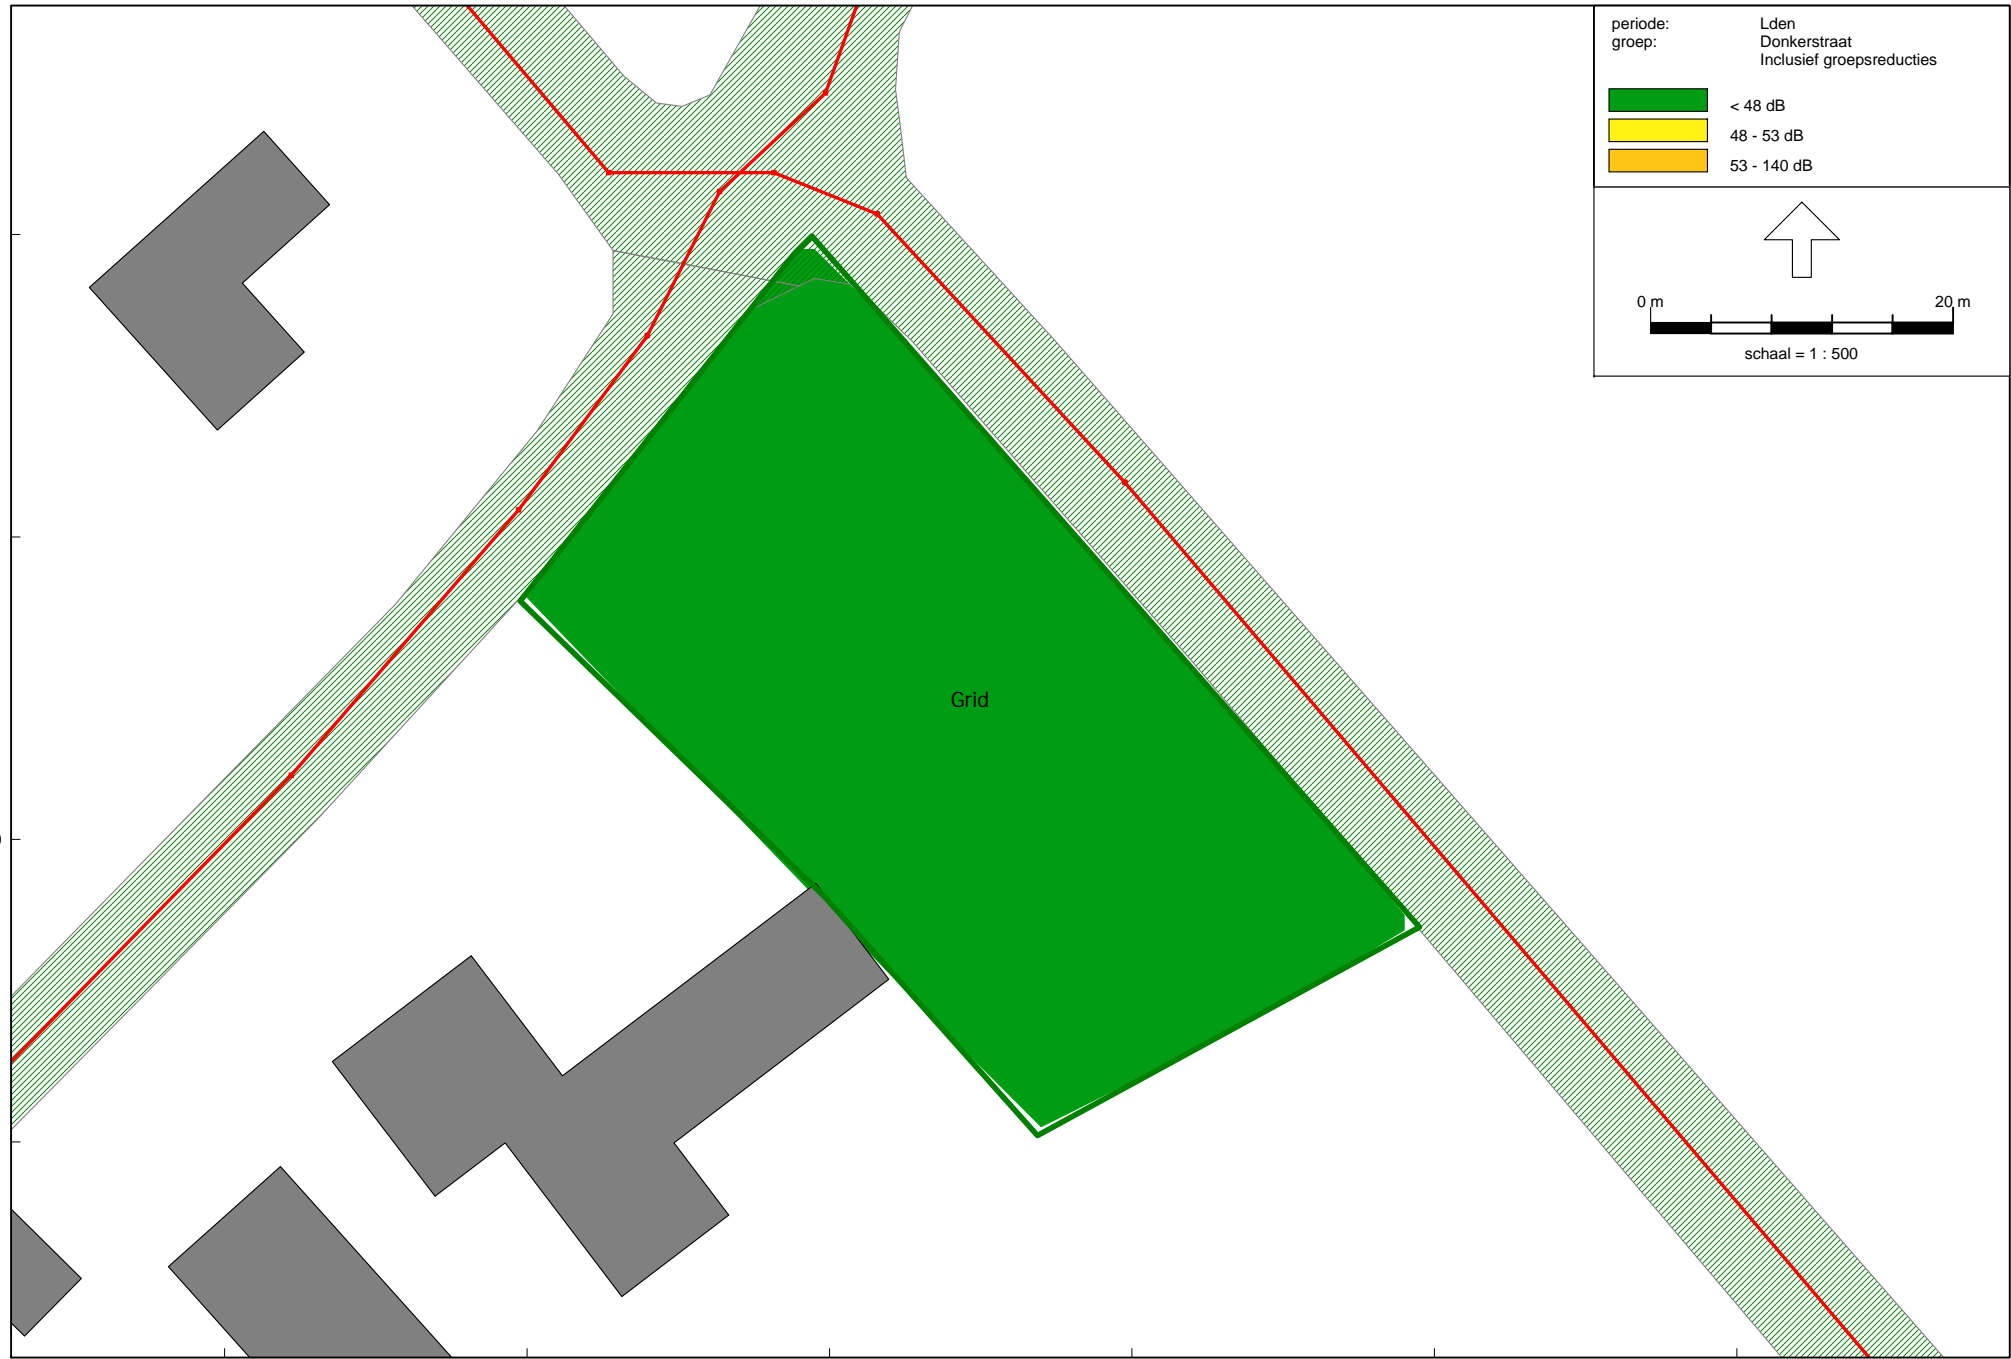 periode: Lden
groep: Donkerstraat
Inclusief groepsreducties
< 48 dB
48 - 53 dB
53 - 140 dB
0 m 20 m
schaal = 1 : 500
Grid